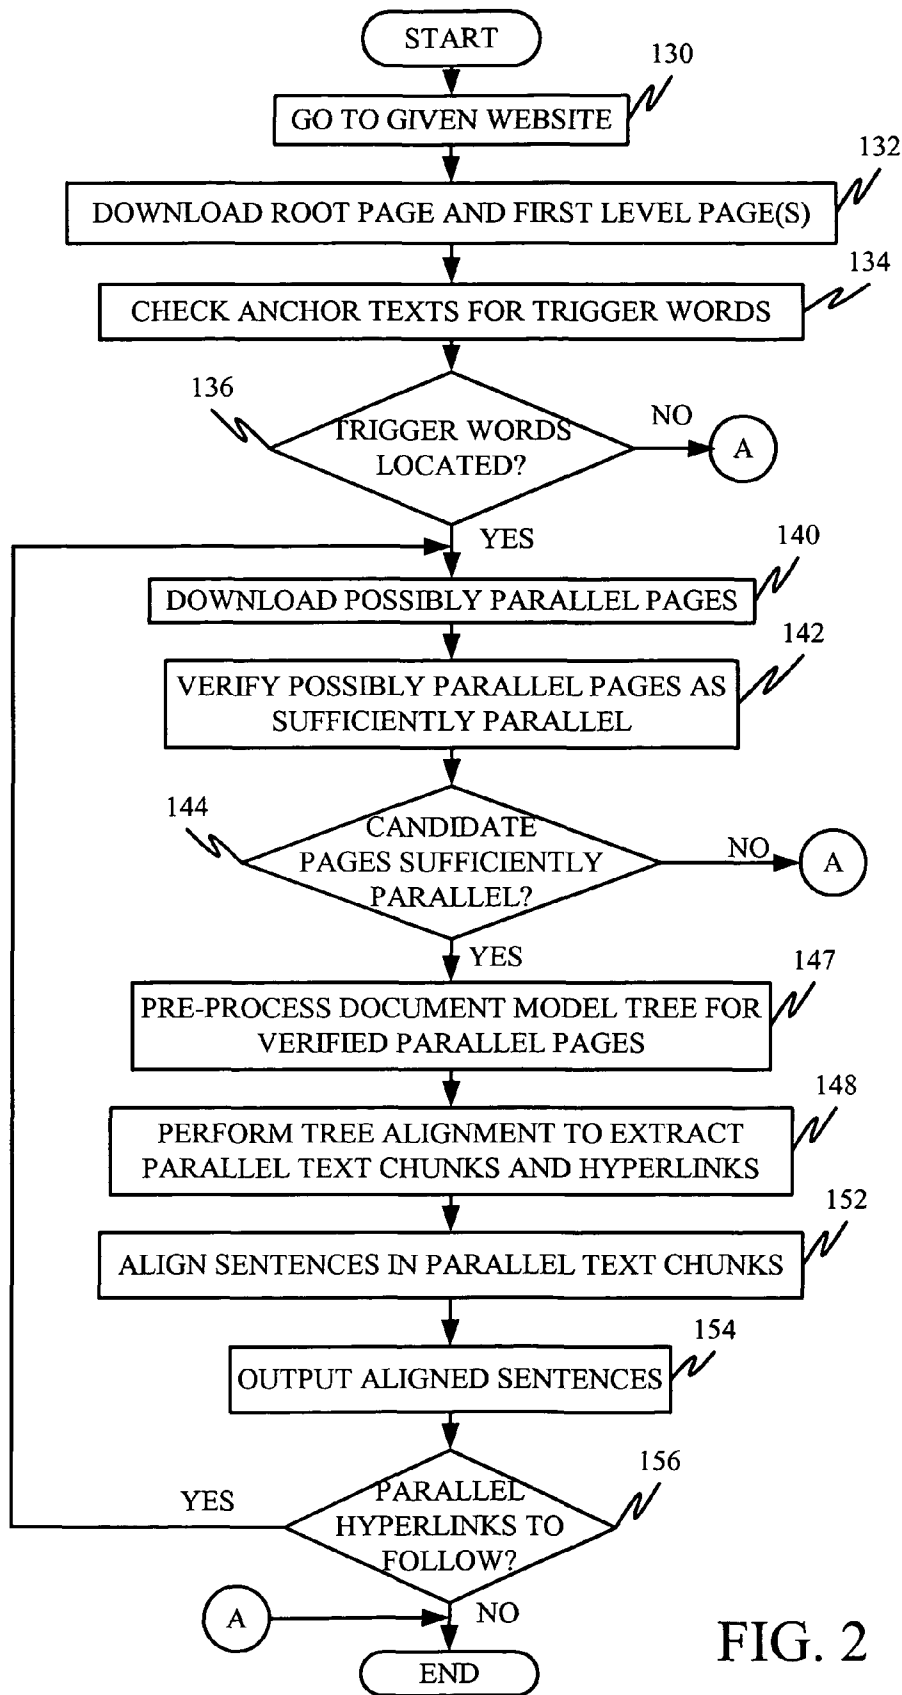 START
130
GO TO GIVEN WEBSITE
132
DOWNLOAD ROOT PAGE AND FIRST LEVEL PAGE(S)
134
CHECK ANCHOR TEXTS FOR TRIGGER WORDS
136
TRIGGER WORDS
LOCATED?
NO
A
YES
140
DOWNLOAD POSSIBLY PARALLEL PAGES
142
VERIFY POSSIBLY PARALLEL PAGES AS
SUFFICIENTLY PARALLEL
144
CANDIDATE
PAGES SUFFICIENTLY
PARALLEL?
NO
A
YES
147
PRE-PROCESS DOCUMENT MODEL TREE FOR
VERIFIED PARALLEL PAGES
148
PERFORM TREE ALIGNMENT TO EXTRACT
PARALLEL TEXT CHUNKS AND HYPERLINKS
152
ALIGN SENTENCES IN PARALLEL TEXT CHUNKS
154
OUTPUT ALIGNED SENTENCES
156
YES
PARALLEL
HYPERLINKS TO
FOLLOW?
A
NO
END
FIG. 2